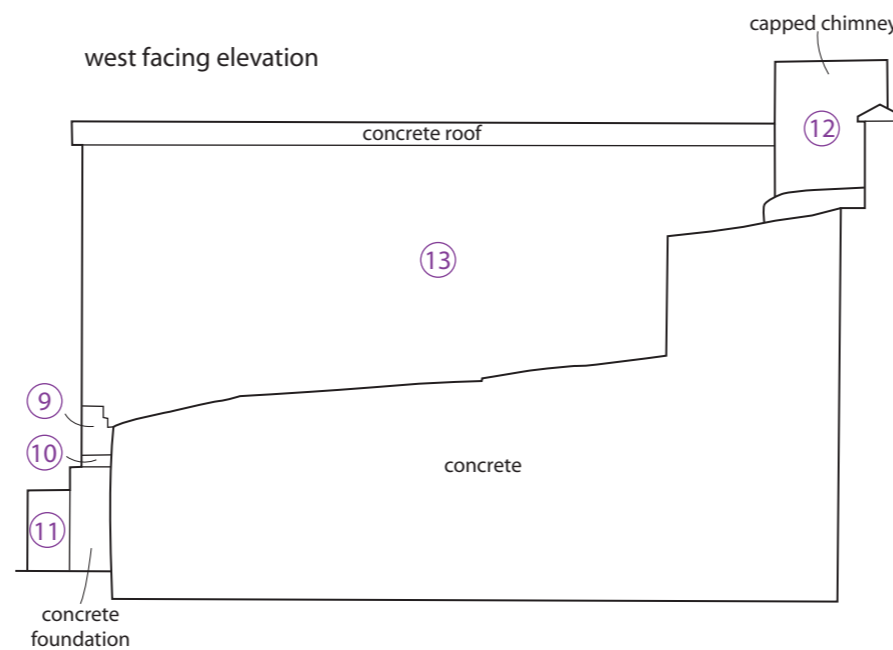 capped chimney
west facing elevation
concrete roof
12
13
9
10
concrete
11
concrete
foundation